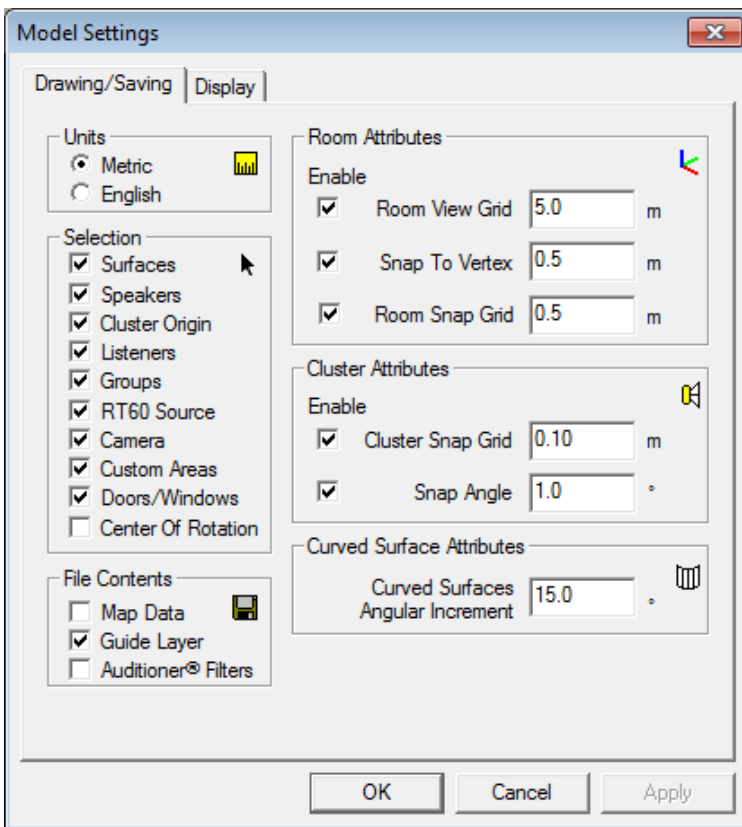 Model Settings
Drawing/Saving
Display
Units
Metric
English
Selection
Surfaces
Speakers
Cluster Origin
Listeners
Groups
RT60 Source
Camera
Custom Areas
Doors/Windows
Center Of Rotation
File Contents
Map Data
Guide Layer
Auditioner® Filters
Room Attributes
Enable
Room View Grid 5.0 m
Snap To Vertex 0.5 m
Room Snap Grid 0.5 m
Cluster Attributes
Enable
Cluster Snap Grid 0.10 m
Snap Angle 1.0 °
Curved Surface Attributes
Curved Surfaces
Angular Increment 15.0 °
OK Cancel Apply